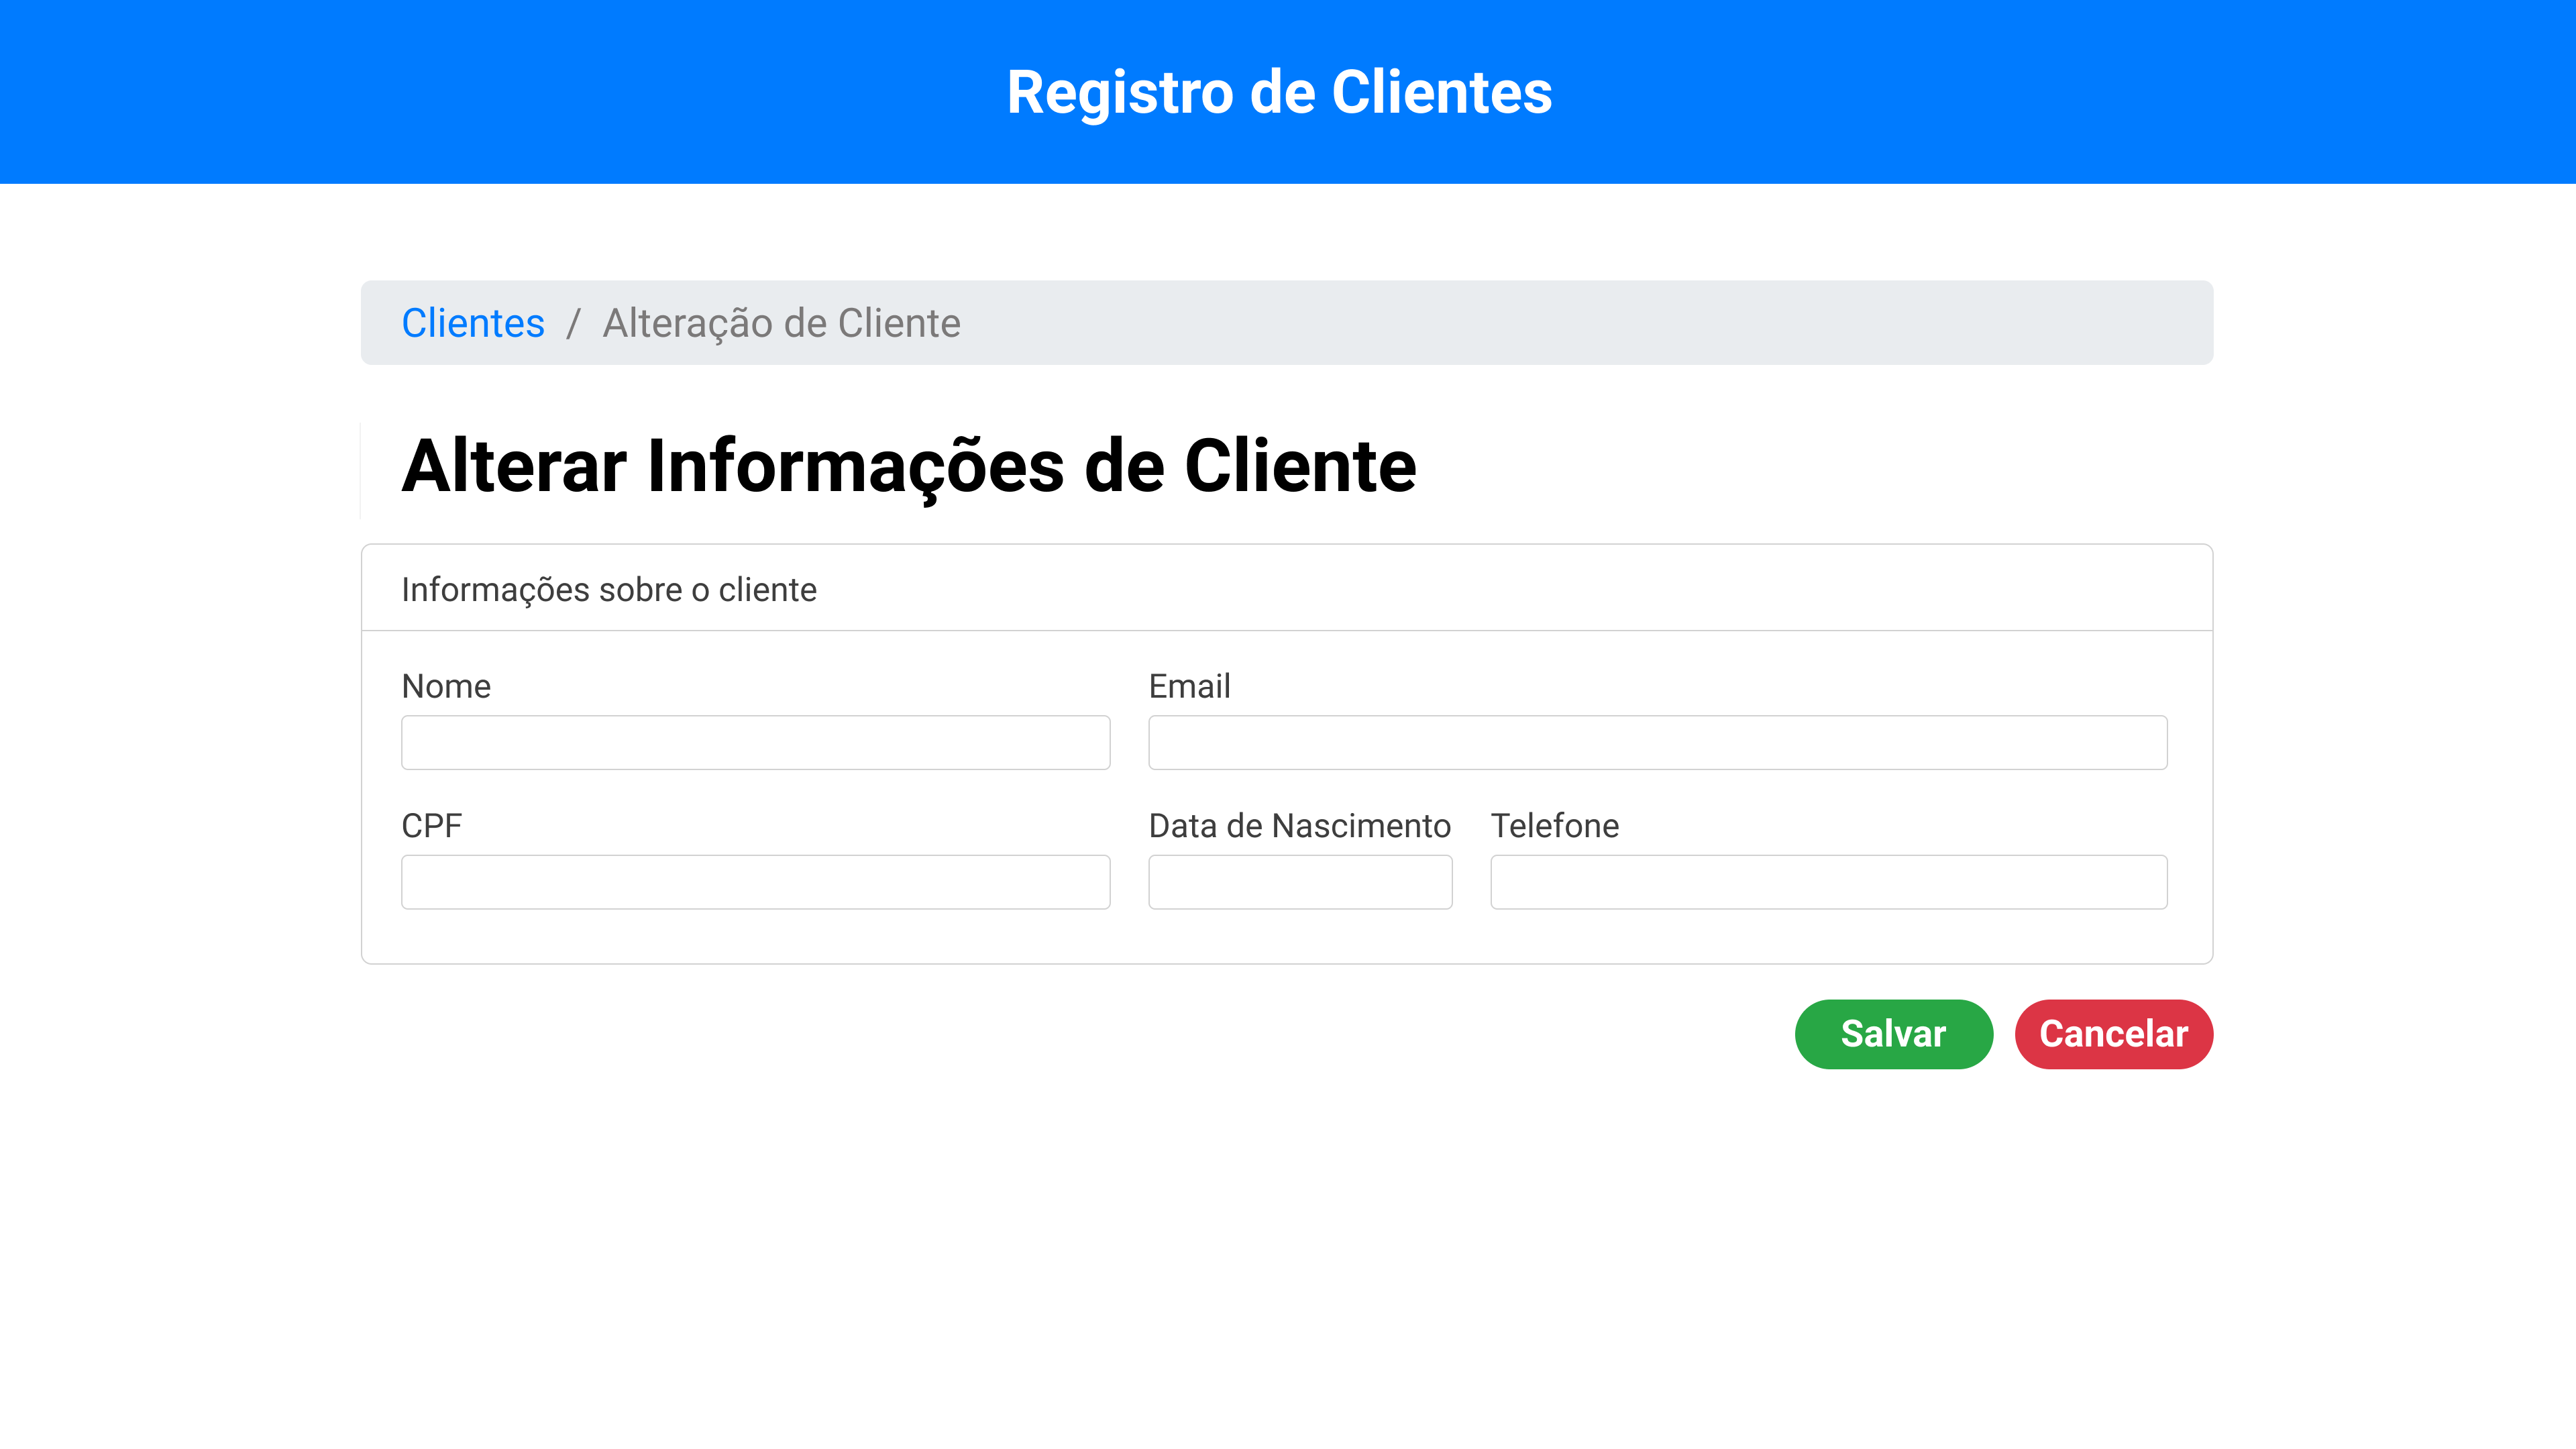 Registro de Clientes
Clientes / Alteração de Cliente
Alterar Informações de Cliente
Informações sobre o cliente
Nome Email
CPF Data de Nascimento Telefone
Salvar Cancelar